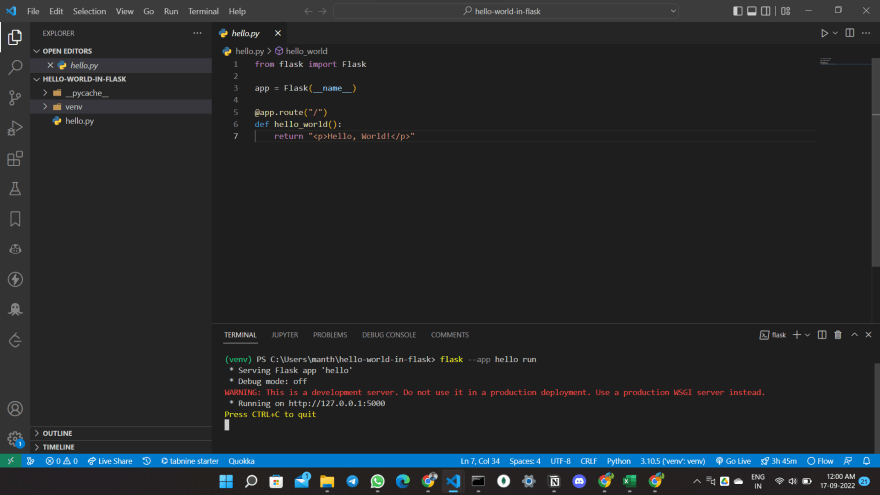 File Edit Selection View Go Run Terminal Help
hello-world-in-flask
EXPLORER
OPEN EDITORS
hello.py
HELLO-WORLD-IN-FLASK
__pycache__
venv
hello.py
OUTLINE
TIMELINE
hello.py
hello.py > hello_world
1 from flask import Flask
2
3 app = Flask(__name__)
4
5 @app.route("/")
6 def hello_world():
7 return "<p>Hello, World!</p>"
TERMINAL JUPYTER PROBLEMS DEBUG CONSOLE COMMENTS
flask
(venv) PS C:\Users\manth\hello-world-in-flask> flask --app hello run
* Serving Flask app 'hello'
* Debug mode: off
WARNING: This is a development server. Do not use it in a production deployment. Use a production WSGI server instead.
* Running on http://127.0.0.1:5000
Press CTRL+C to quit
1
0 0 Live Share tabnine starter Quokka Ln 7, Col 34 Spaces: 4 UTF-8 CRLF Python 3.10.5 ('venv': venv) Go Live 3h 45m Flow
ENG
IN
12:00 AM
17-09-2022
21